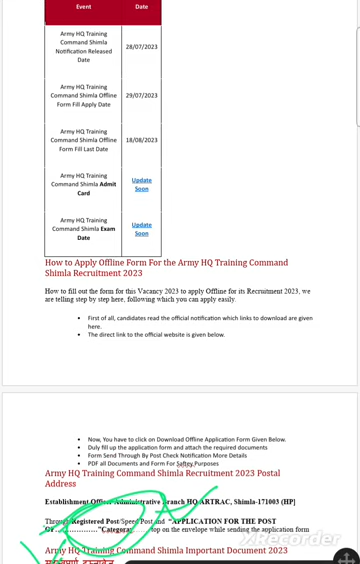 Event Date
Army HQ Training
Command Shimla
Notification Released
Date
28/07/2023
Army HQ Training
Command Shimla Offline
Form Fill Apply Date
29/07/2023
Army HQ Training
Command Shimla Offline
Form Fill Last Date
18/08/2023
Army HQ Training
Command Shimla Admit
Card
Update
Soon
Army HQ Training
Command Shimla Exam
Date
Update
Soon
How to Apply Offline Form For the Army HQ Training Command
Shimla Recruitment 2023
How to fill out the form for this Vacancy 2023 to apply Offline for its Recruitment 2023, we
are telling step by step here, following which you can apply easily.
• First of all, candidates read the official notification which links to download are given
here.
• The direct link to the official website is given below.
• Now, You have to click on Download Offline Application Form Given Below.
• Duly fill up the application form and attach the required documents
• Form Send Through By Post Check Notification More Details
• PDF all Documents and Form For Saftey Purposes
Army HQ Training Command Shimla Recruitment 2023 Postal
Address
Establishment Officer Administrative Branch HQ ARTRAC, Shimla-171003 (HP]
Through Registered Post/Speed Post and "APPLICATION FOR THE POST
OF……………"Category top on the envelope while sending the application form
XRecorder
Army HQ Training Command Shimla Important Document 2023